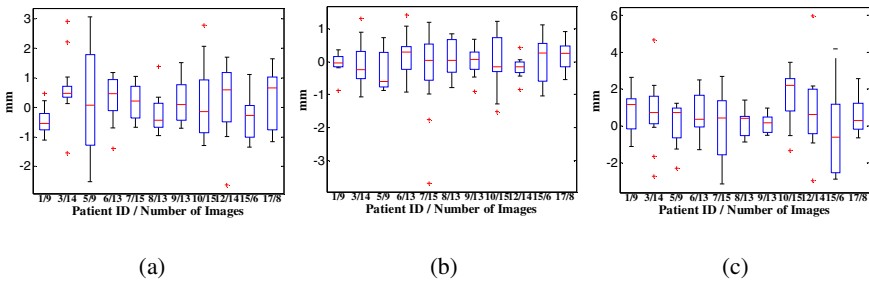 3
2
1
0
-1
-2
mm
1/9 3/14 5/9 6/13 7/15 8/13 9/13 10/15 12/14 15/6 17/8
Patient ID / Number of Images
(a)
1
0
-1
-2
-3
mm
1/9 3/14 5/9 6/13 7/15 8/13 9/13 10/15 12/14 15/6 17/8
Patient ID / Number of Images
(b)
6
4
2
0
-2
mm
1/9 3/14 5/9 6/13 7/15 8/13 9/13 10/15 12/14 15/6 17/8
Patient ID / Number of Images
(c)